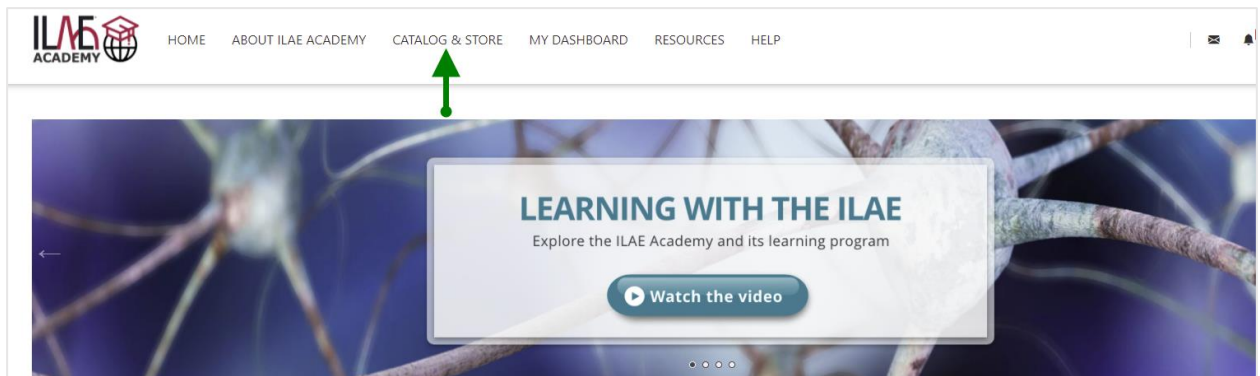 ILAE
ACADEMY
HOME ABOUT ILAE ACADEMY CATALOG & STORE MY DASHBOARD RESOURCES HELP
LEARNING WITH THE ILAE
Explore the ILAE Academy and its learning program
Watch the video